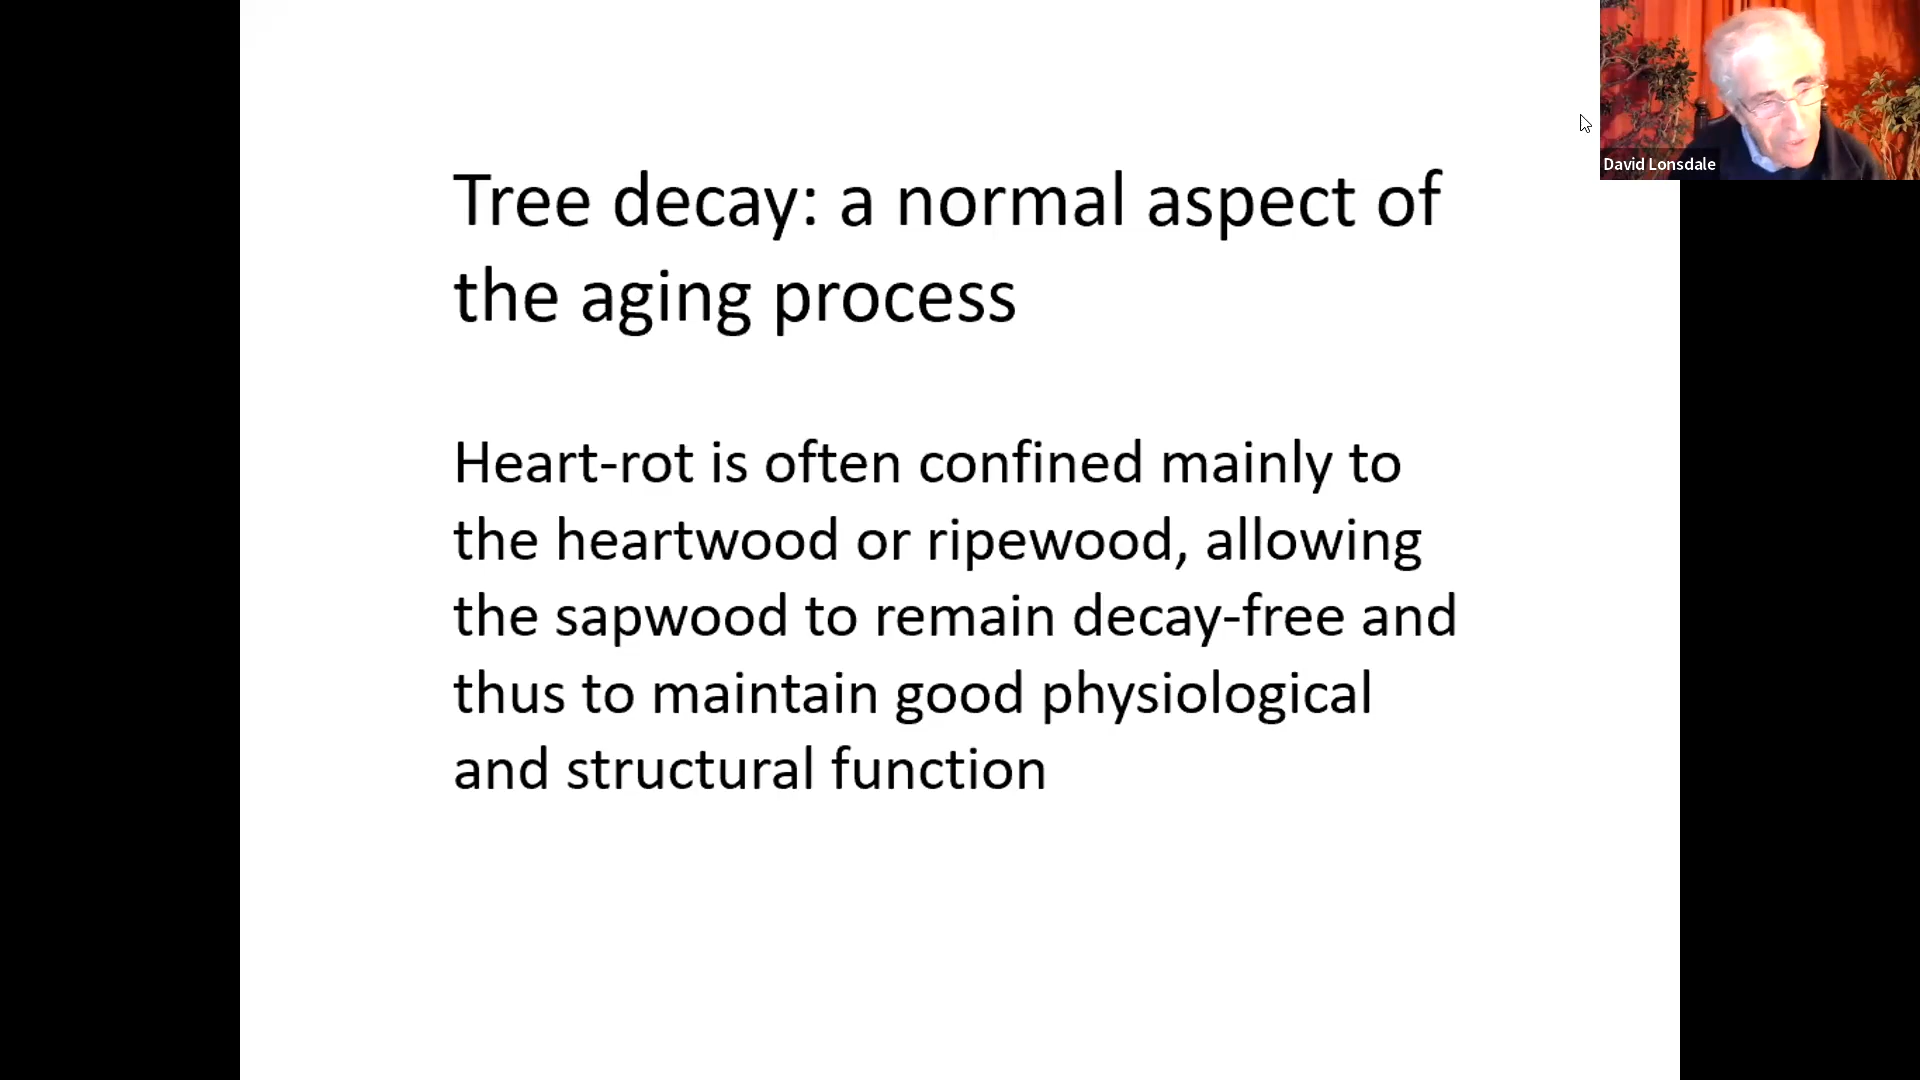 Tree decay: a normal aspect of
the aging process
Heart-rot is often confined mainly to
the heartwood or ripewood, allowing
the sapwood to remain decay-free and
thus to maintain good physiological
and structural function
David Lonsdale